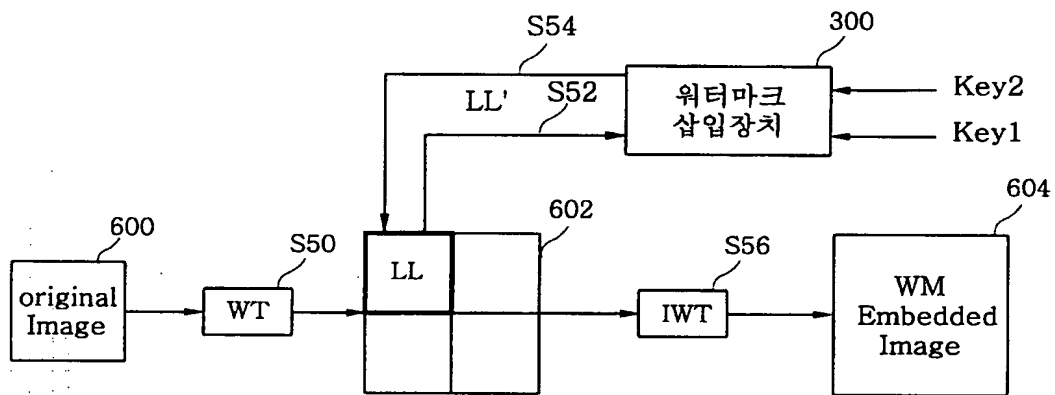 S54
300
LL'
S52
워터마크
삽입장치
Key2
Key1
600
S50
602
S56
604
original
Image
WT
LL
IWT
WM
Embedded
Image